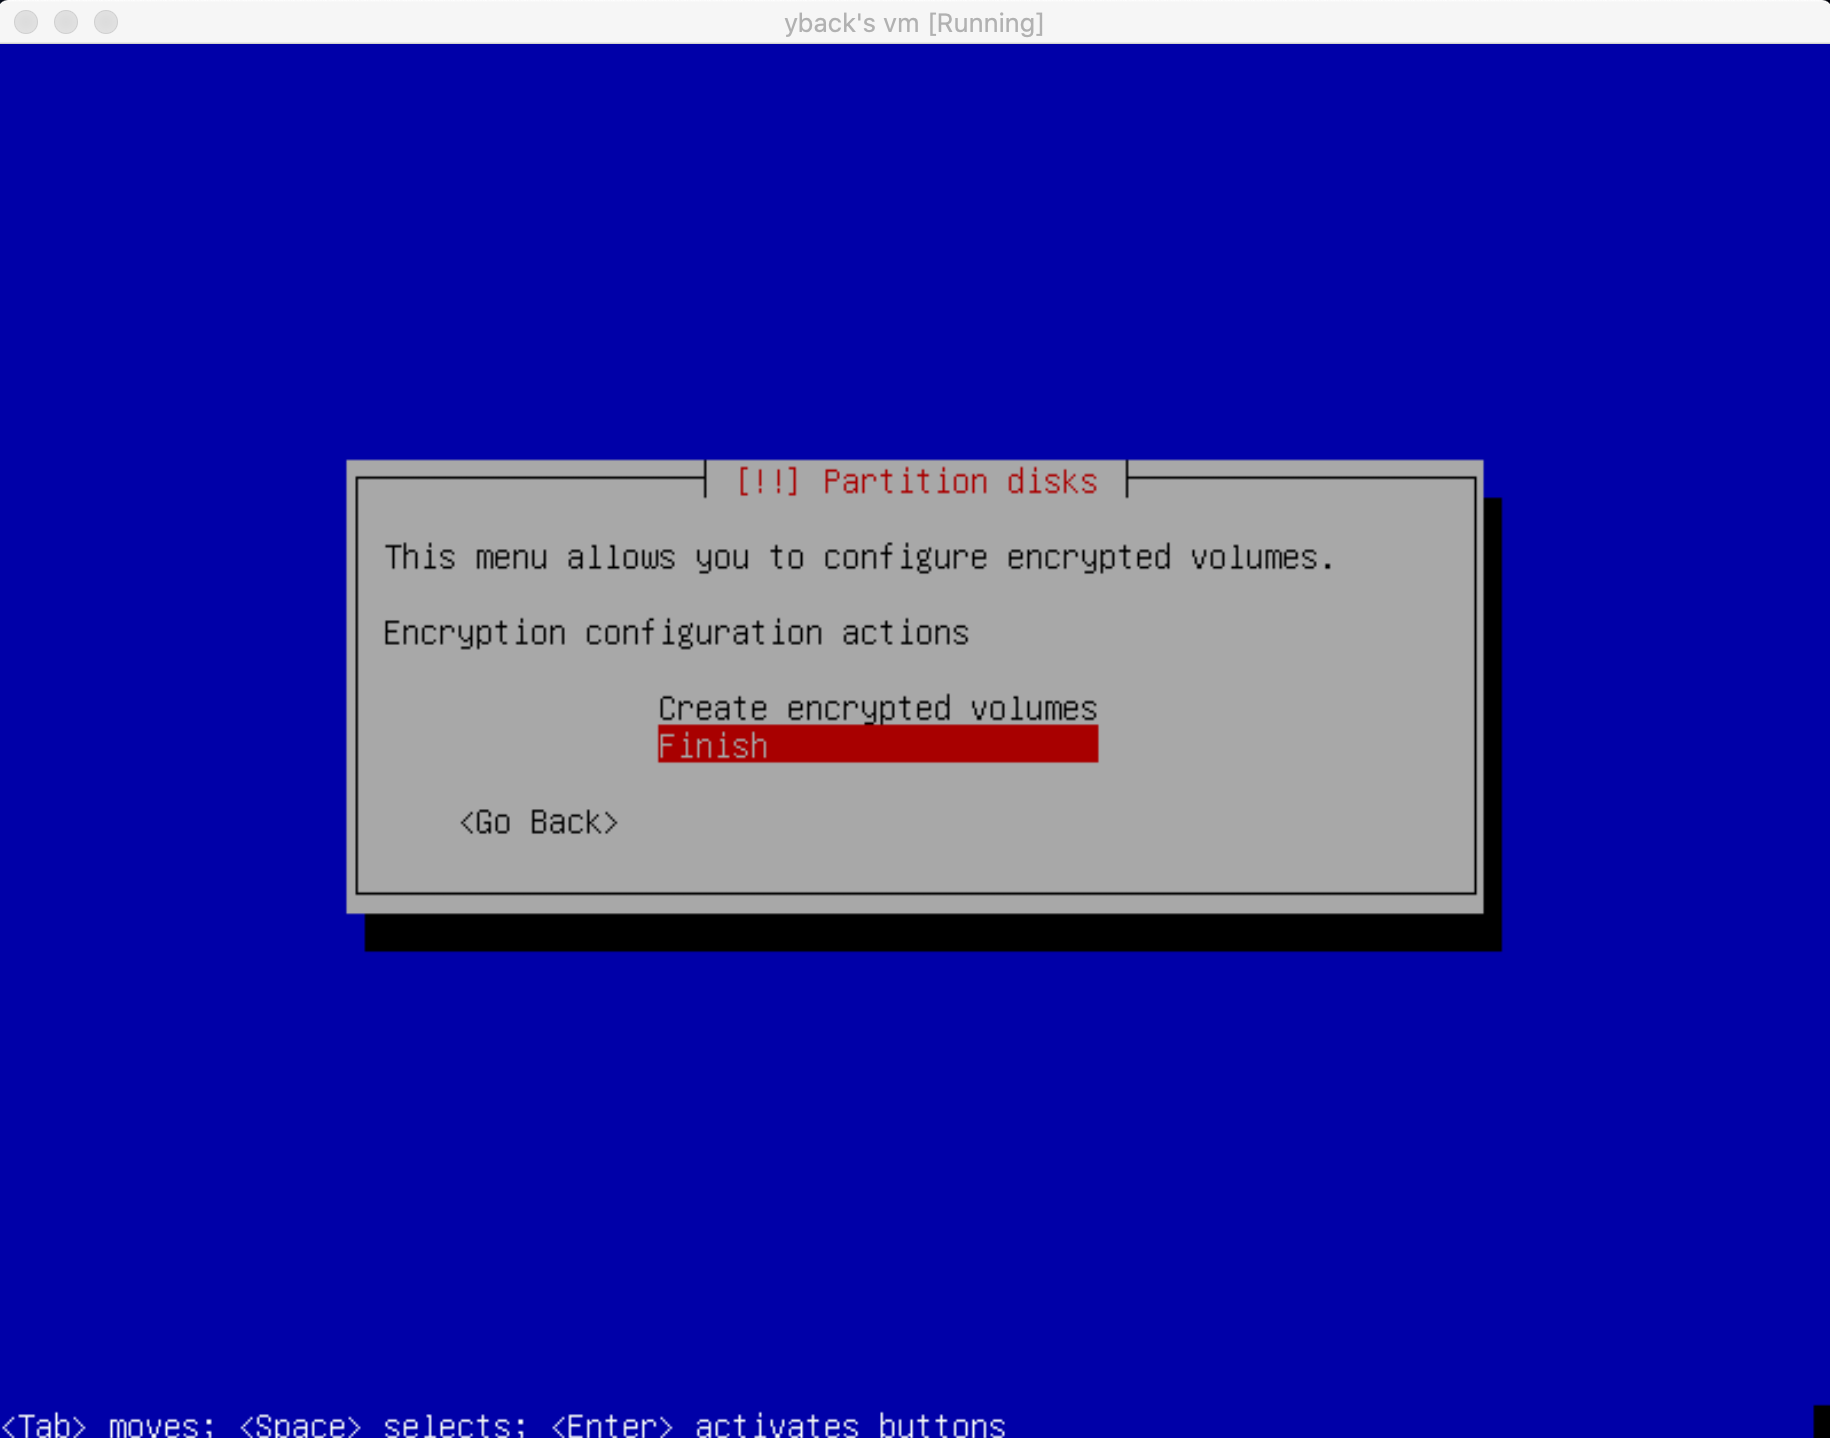 yback's vm [Running]
[!!] Partition disks
This menu allows you to configure encrypted volumes.
Encryption configuration actions
Create encrypted volumes
Finish
<Go Back>
<Tab> moves; <Space> selects; <Enter> activates buttons